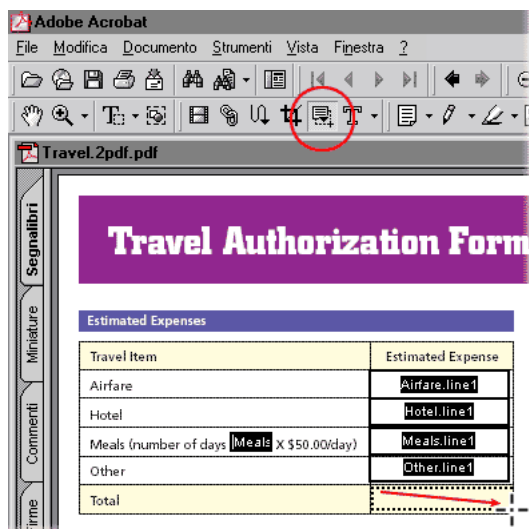 Adobe Acrobat
File Modifica Documento Strumenti Vista Finestra ?
Travel.2pdf.pdf
Segnalibri
Miniature
Commenti
Travel Authorization Form
Estimated Expenses
Travel Item Estimated Expense
Airfare Airfare.line1
Hotel Hotel.line1
Meals (number of days Meals X $50.00/day) Meals.line1
Other Other.line1
Total